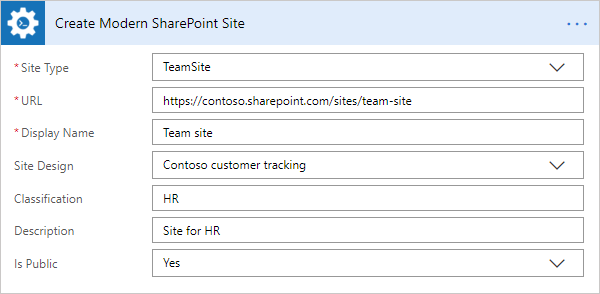 Create Modern SharePoint Site
* Site Type TeamSite
* URL https://contoso.sharepoint.com/sites/team-site
* Display Name Team site
Site Design Contoso customer tracking
Classification HR
Description Site for HR
Is Public Yes